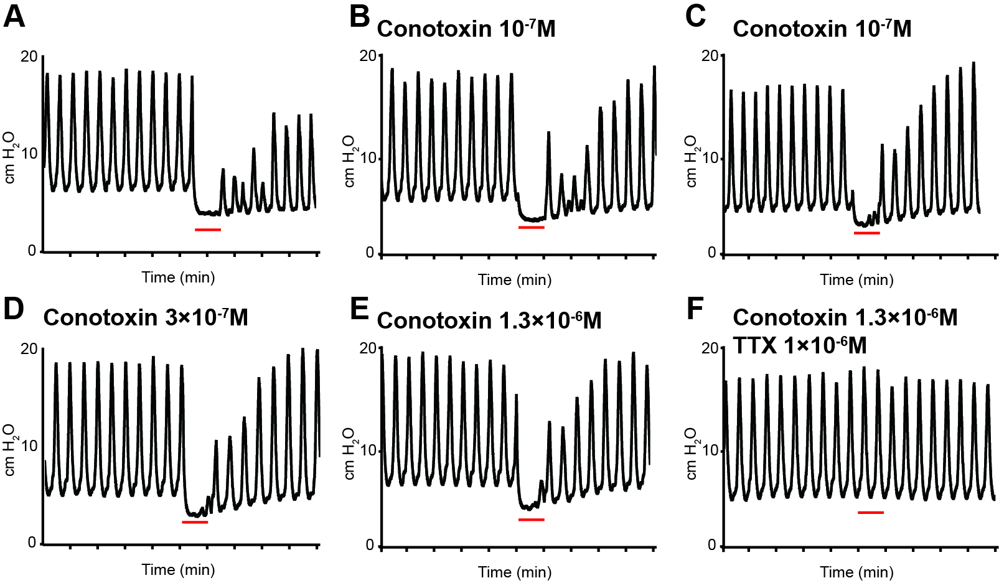 A
20
10
0
cm H₂O
Time (min)
B
Conotoxin 10⁻⁷M
20
10
0
cm H₂O
Time (min)
C
Conotoxin 10⁻⁷M
20
10
0
cm H₂O
Time (min)
D
Conotoxin 3×10⁻⁷M
20
10
0
cm H₂O
Time (min)
E
Conotoxin 1.3×10⁻⁶M
20
10
0
cm H₂O
Time (min)
F
Conotoxin 1.3×10⁻⁶M
TTX 1×10⁻⁶M
20
10
0
cm H₂O
Time (min)